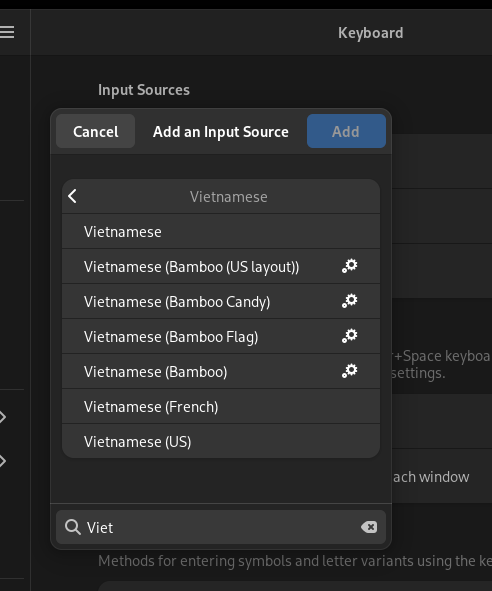 Keyboard
Input Sources
Cancel
Add an Input Source
Add
Vietnamese
Vietnamese
Vietnamese (Bamboo (US layout))
Vietnamese (Bamboo Candy)
Vietnamese (Bamboo Flag)
Vietnamese (Bamboo)
Vietnamese (French)
Vietnamese (US)
+Space
settings.
ach window
Viet
Methods for entering symbols and letter variants using the